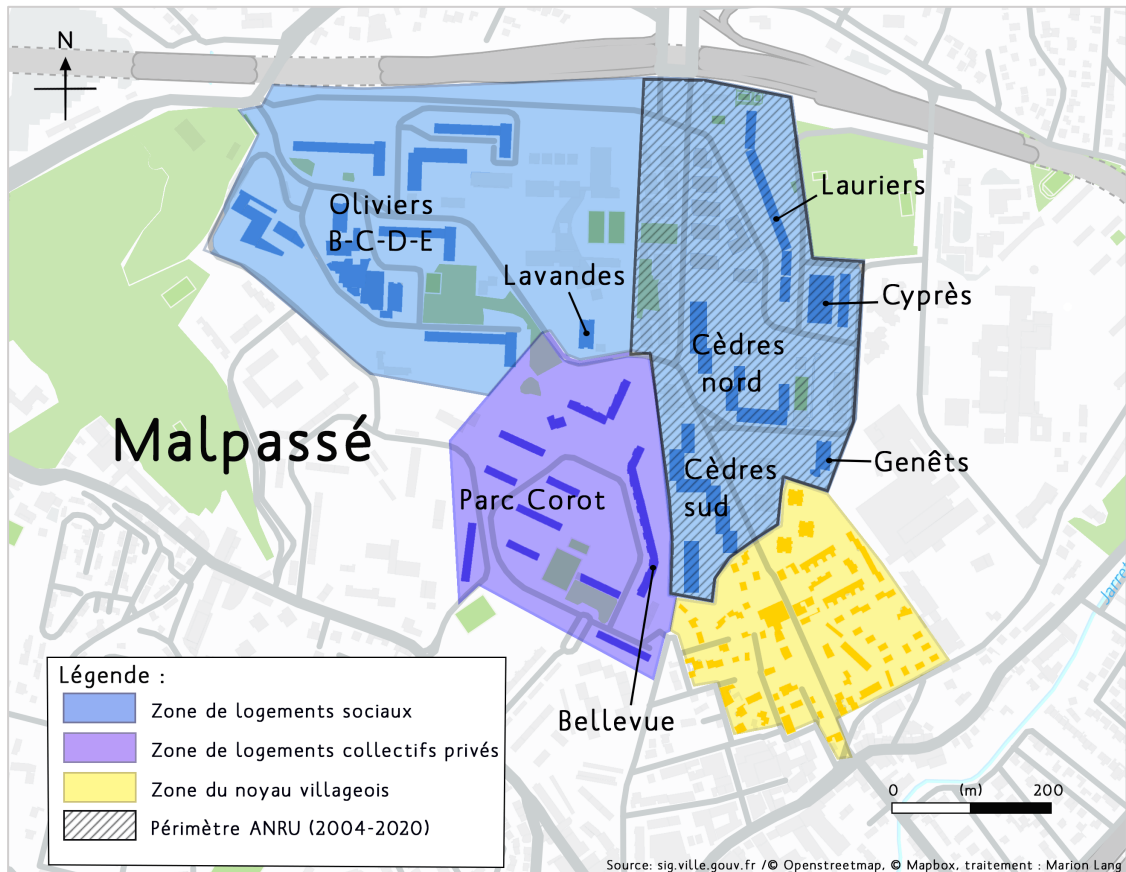 N
Lauriers
Oliviers
B-C-D-E
Lavandes
Cyprès
Cèdres
nord
Malpassé
Genêts
Cèdres
sud
Parc Corot
Jarret
Bellevue
Légende :
Zone de logements sociaux
Zone de logements collectifs privés
Zone du noyau villageois
Périmètre ANRU (2004-2020)
0 (m) 200
Source: sig.ville.gouv.fr /© Openstreetmap, © Mapbox, traitement : Marion Lang